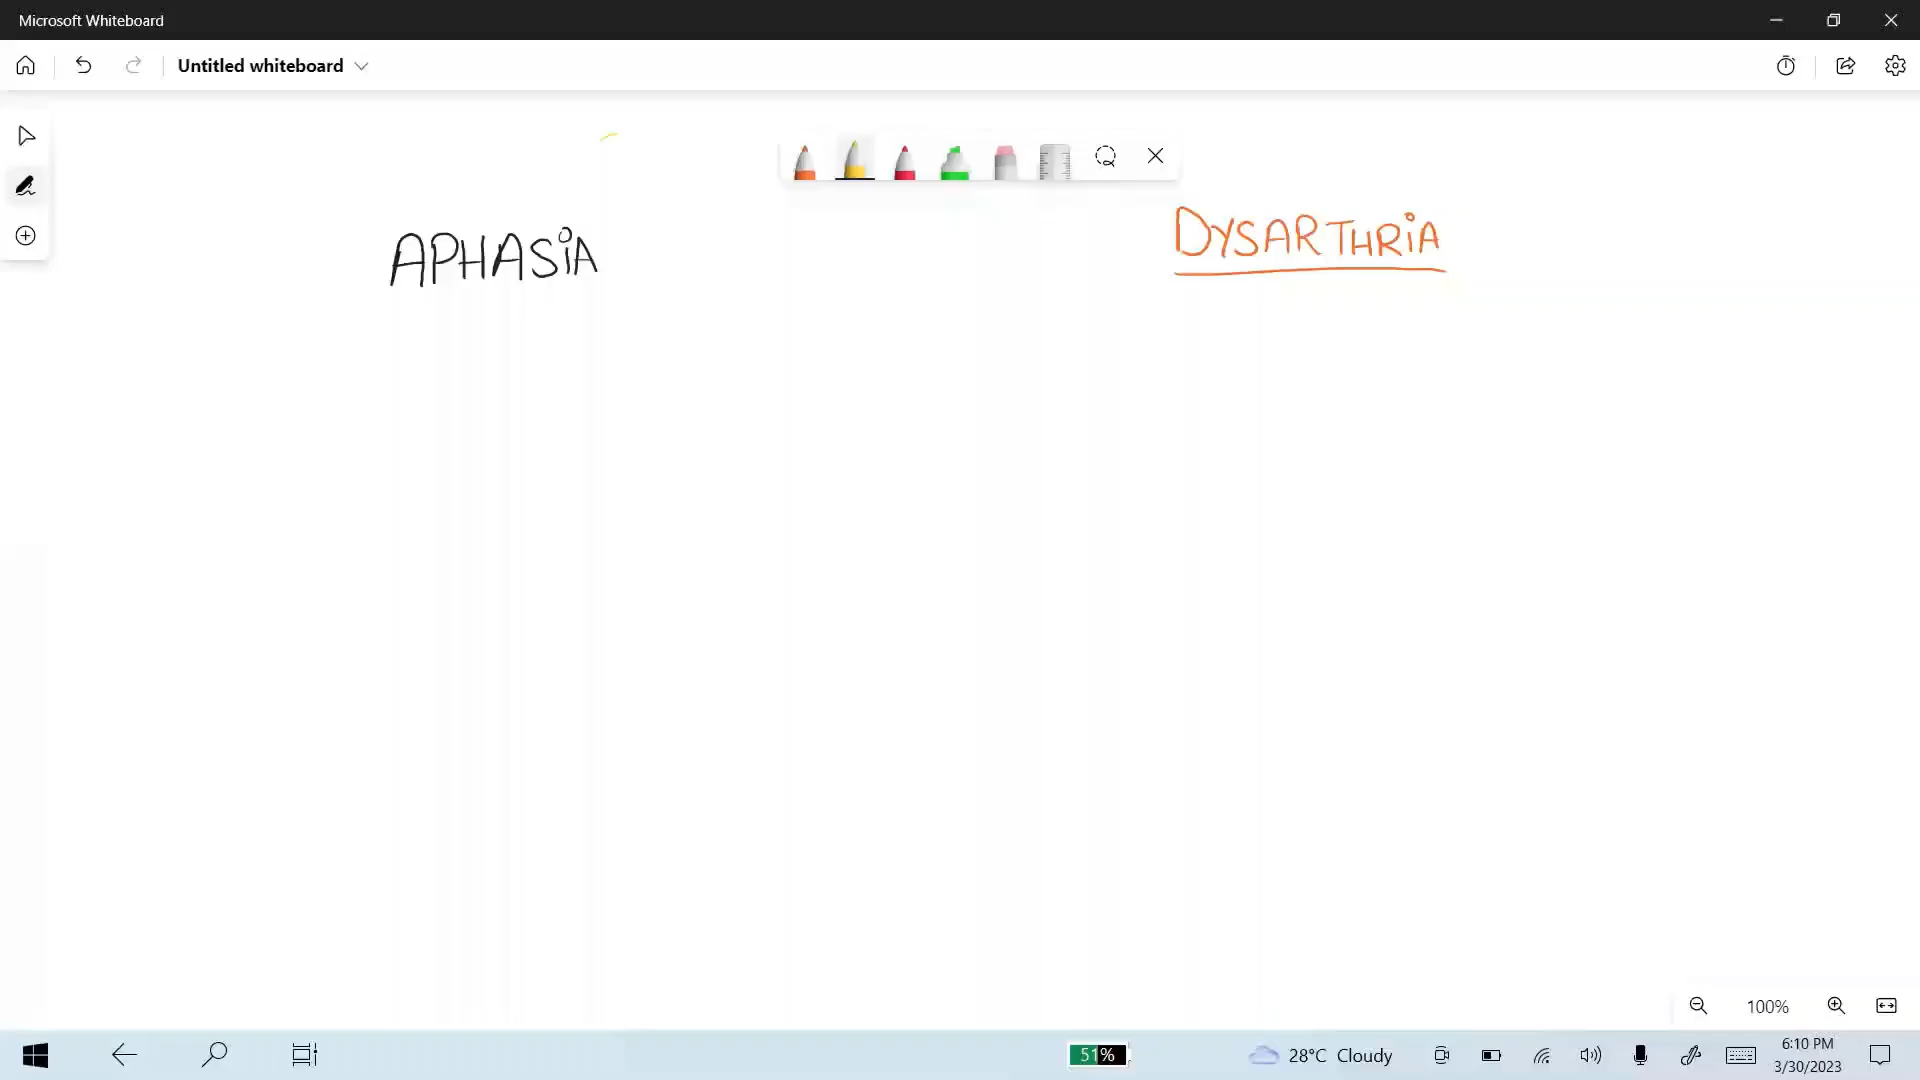 Microsoft Whiteboard
Untitled whiteboard
APHASiA
DYSARTHRiA
100%
51%
28°C Cloudy
6:10 PM
3/30/2023